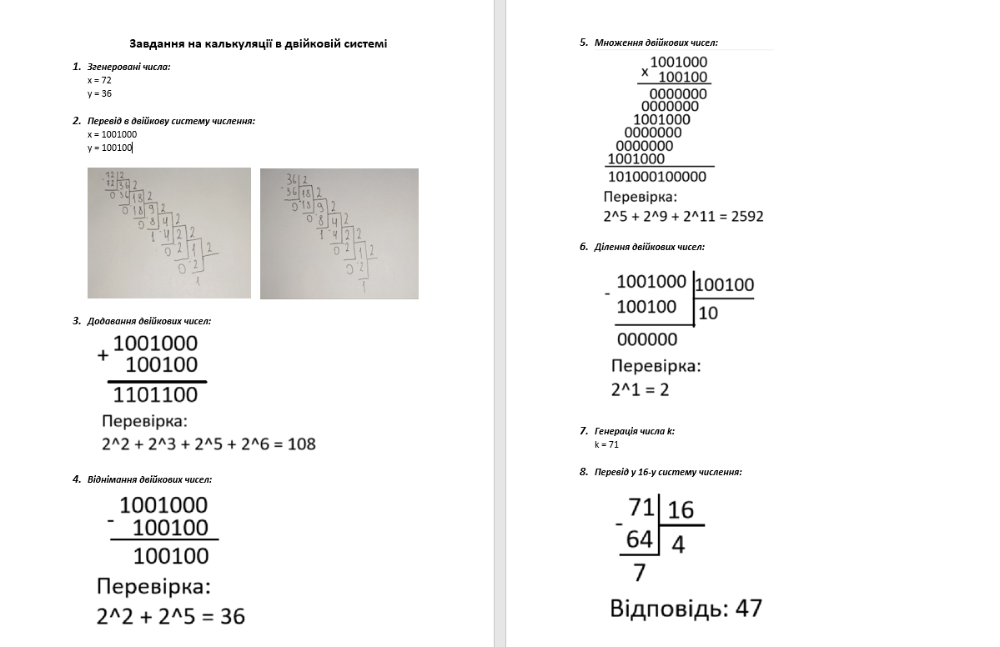 Завдання на калькуляції в двійковій системі
1. Згенеровані числа:
x = 72
y = 36
2. Перевід в двійкову систему числення:
x = 1001000
y = 100100
72 2
- 72 36 2
0 36 18 2
0 18 9 2
0 8 4 2
1 4 2 2
0 2 1 2
0 2
1
36 2
- 36 18 2
0 18 9 2
0 8 4 2
1 4 2 2
0 2 1 2
0 2
1
3. Додавання двійкових чисел:
1001000
+
100100
1101100
Перевірка:
2^2 + 2^3 + 2^5 + 2^6 = 108
4. Віднімання двійкових чисел:
1001000
-
100100
100100
Перевірка:
2^2 + 2^5 = 36
5. Множення двійкових чисел:
1001000
x
100100
0000000
0000000
1001000
0000000
0000000
1001000
101000100000
Перевірка:
2^5 + 2^9 + 2^11 = 2592
6. Ділення двійкових чисел:
1001000 100100
-
100100 10
000000
Перевірка:
2^1 = 2
7. Генерація числа k:
k = 71
8. Перевід у 16-у систему числення:
71 16
-
64 4
7
Відповідь: 47